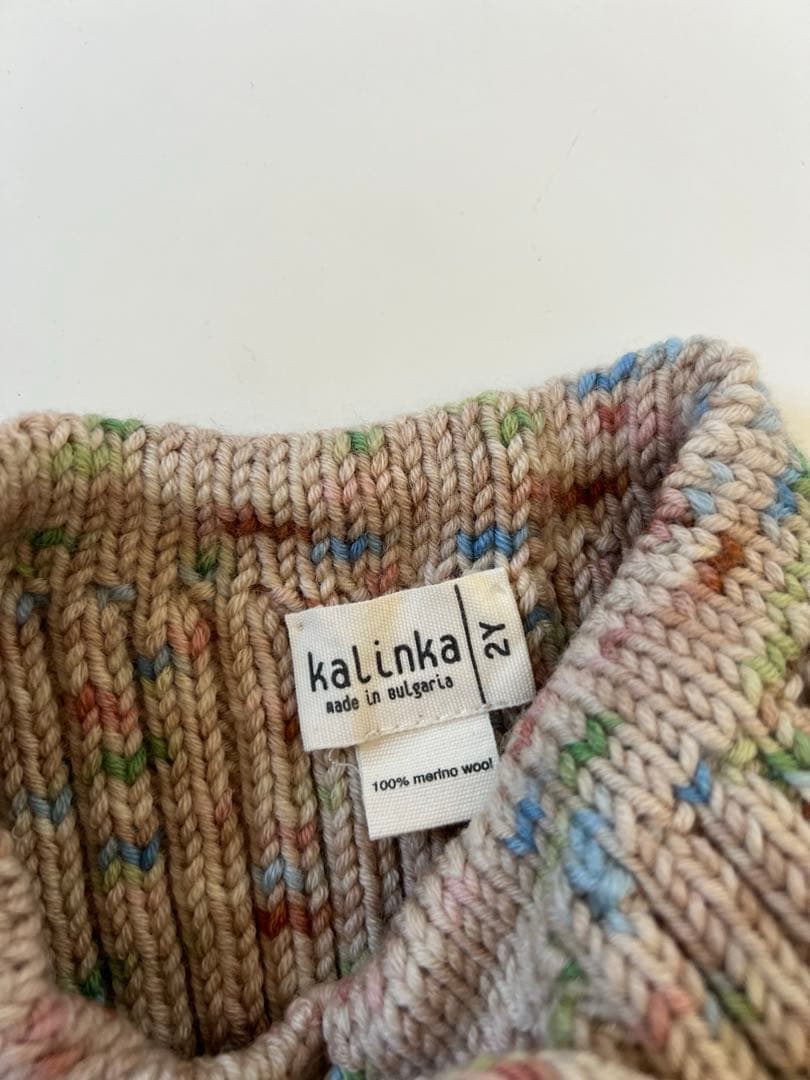 kalinka
made in Bulgaria
2Y
100% merino wool